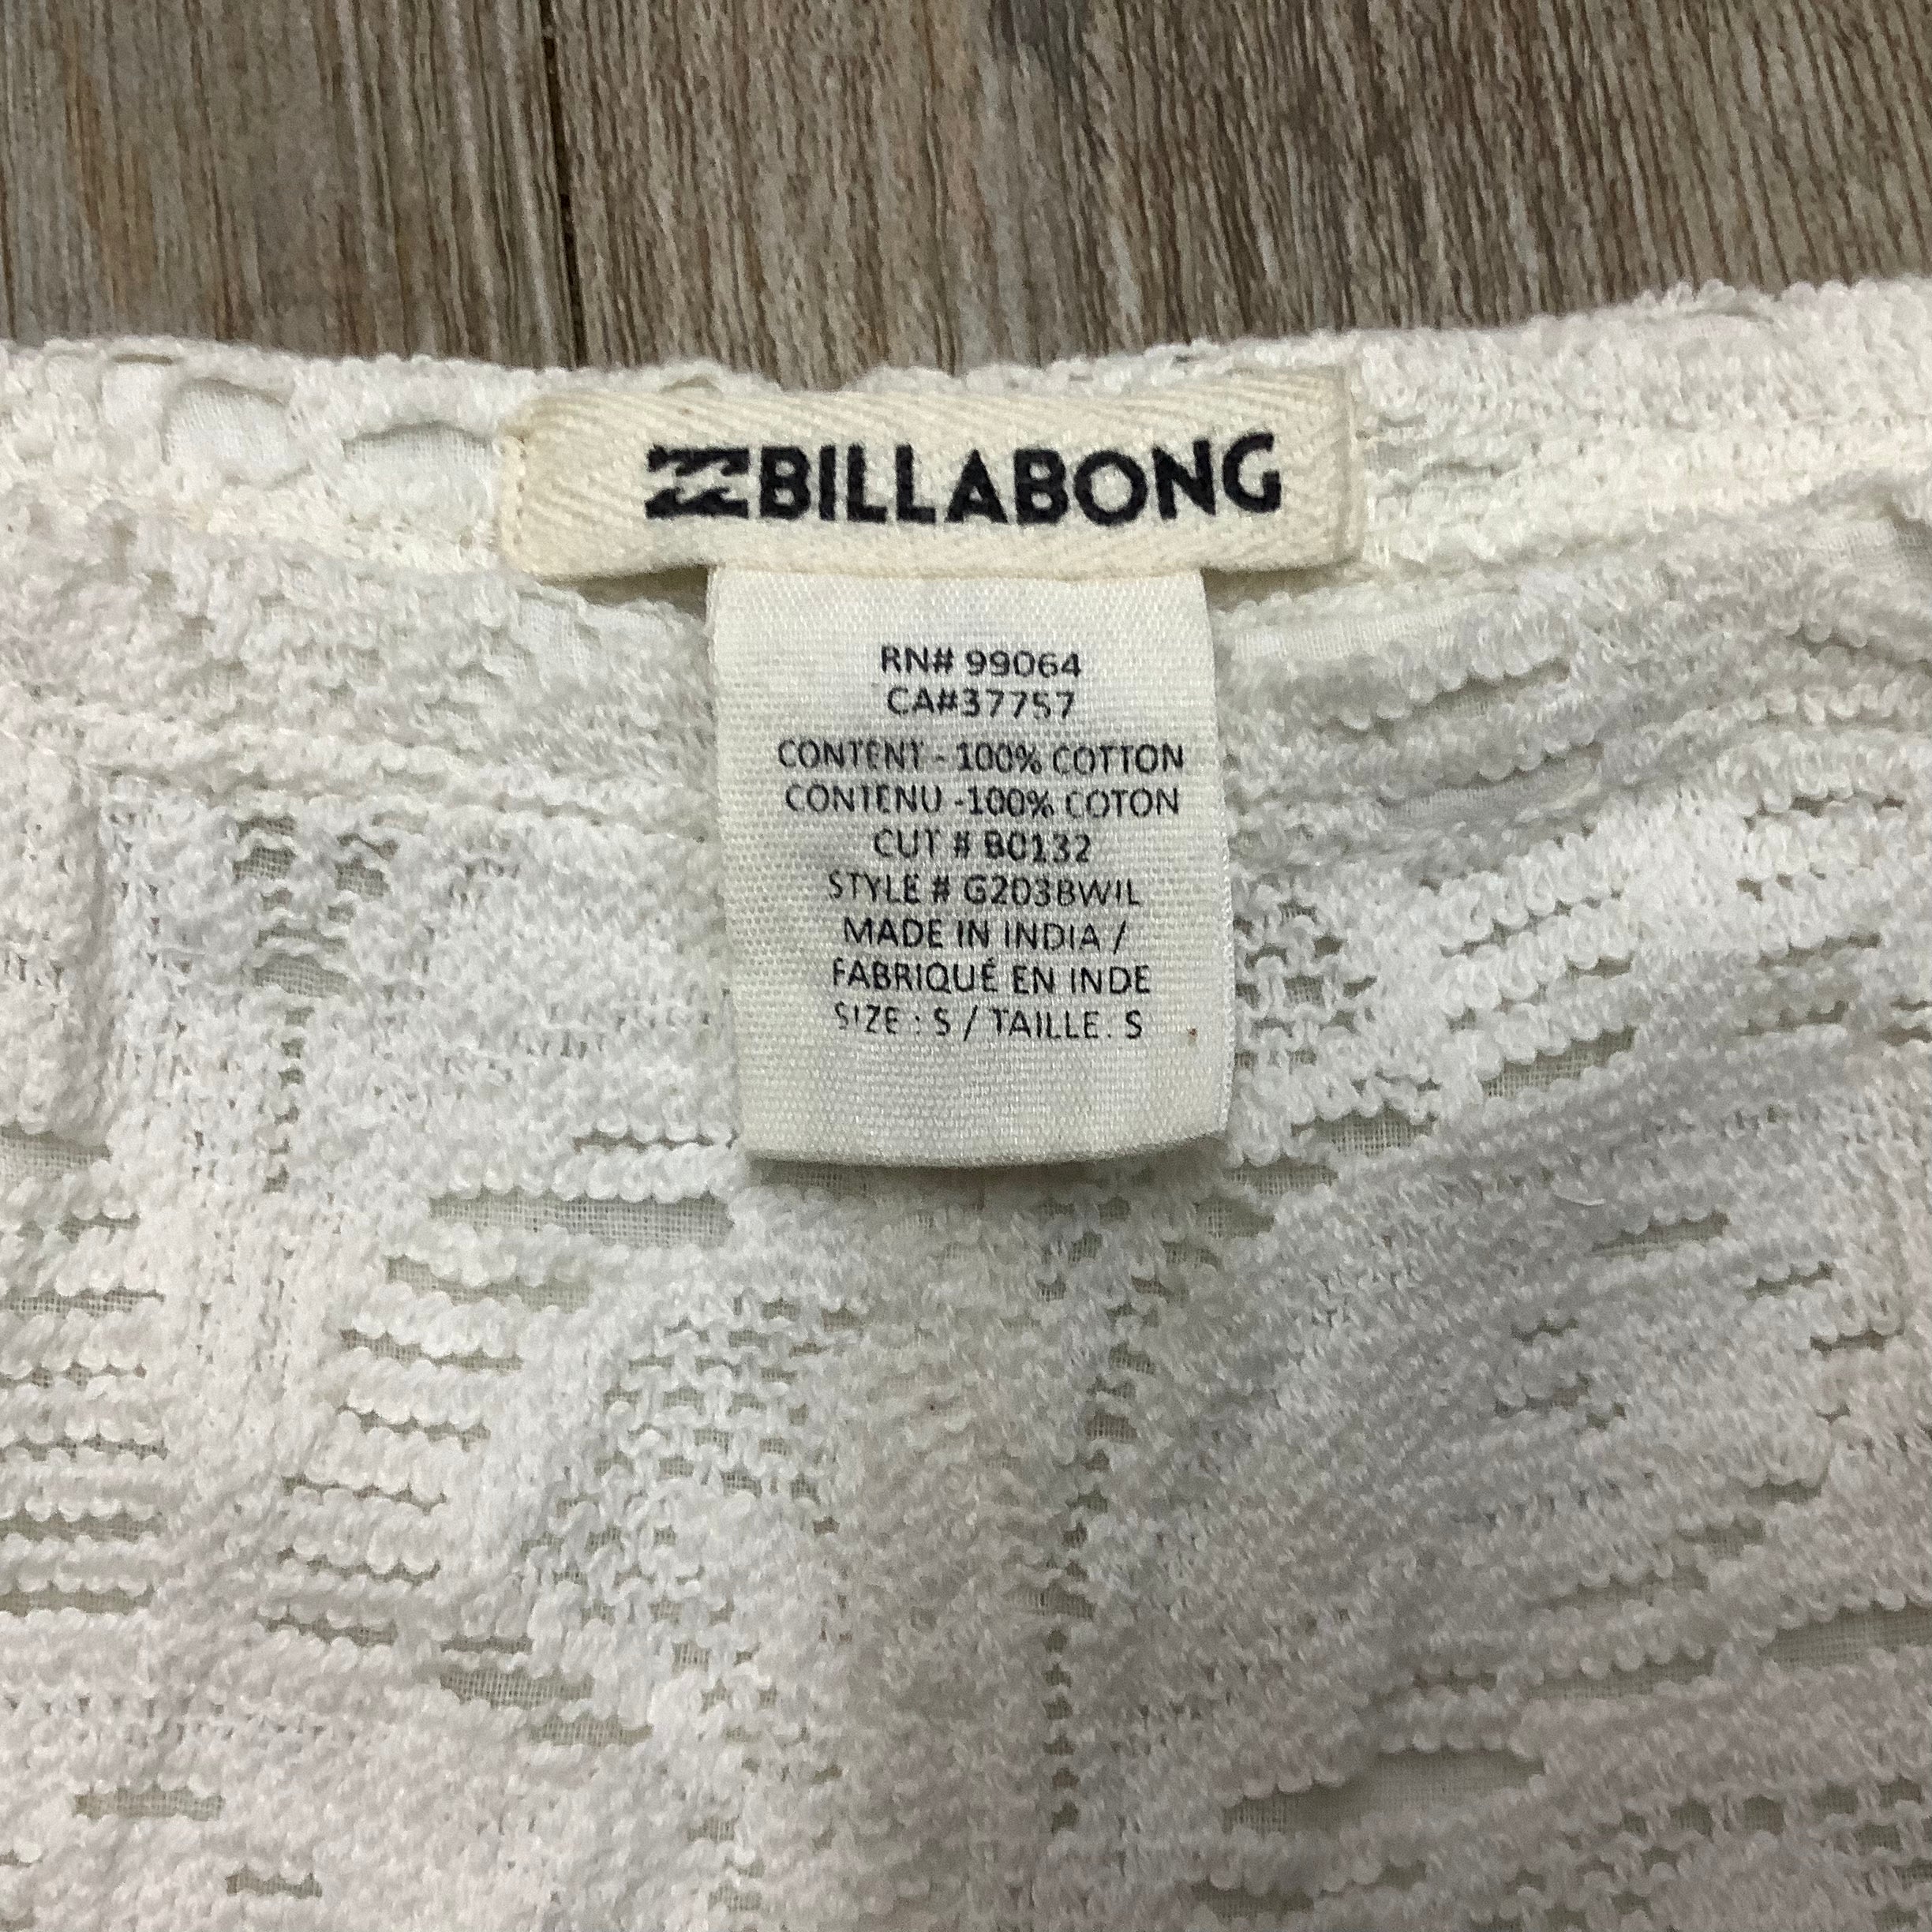 BILLABONG
RN# 99064
CA#37757
CONTENT - 100% COTTON
CONTENU -100% COTON
CUT # B0132
STYLE # G203BWIL
MADE IN INDIA /
FABRIQUÉ EN INDE
SIZE : S / TAILLE. S